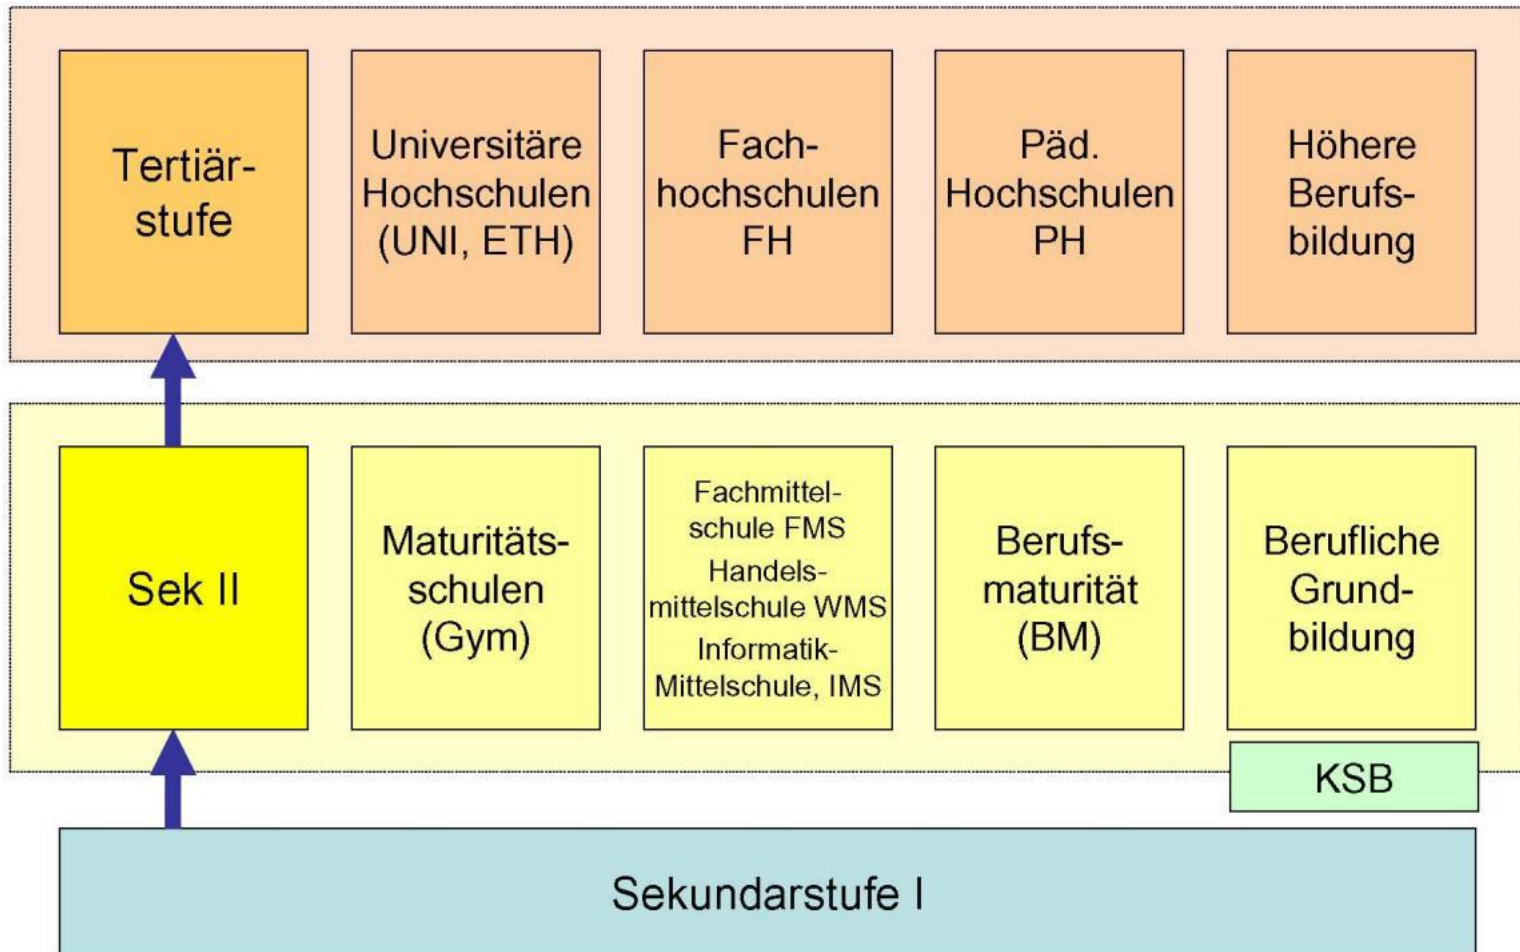 Tertiär-
stufe
Universitäre
Hochschulen
(UNI, ETH)
Fach-
hochschulen
FH
Päd.
Hochschulen
PH
Höhere
Berufs-
bildung
Sek II
Maturitäts-
schulen
(Gym)
Fachmittel-
schule FMS
Handels-
mittelschule WMS
Informatik-
Mittelschule, IMS
Berufs-
maturität
(BM)
Berufliche
Grund-
bildung
KSB
Sekundarstufe I